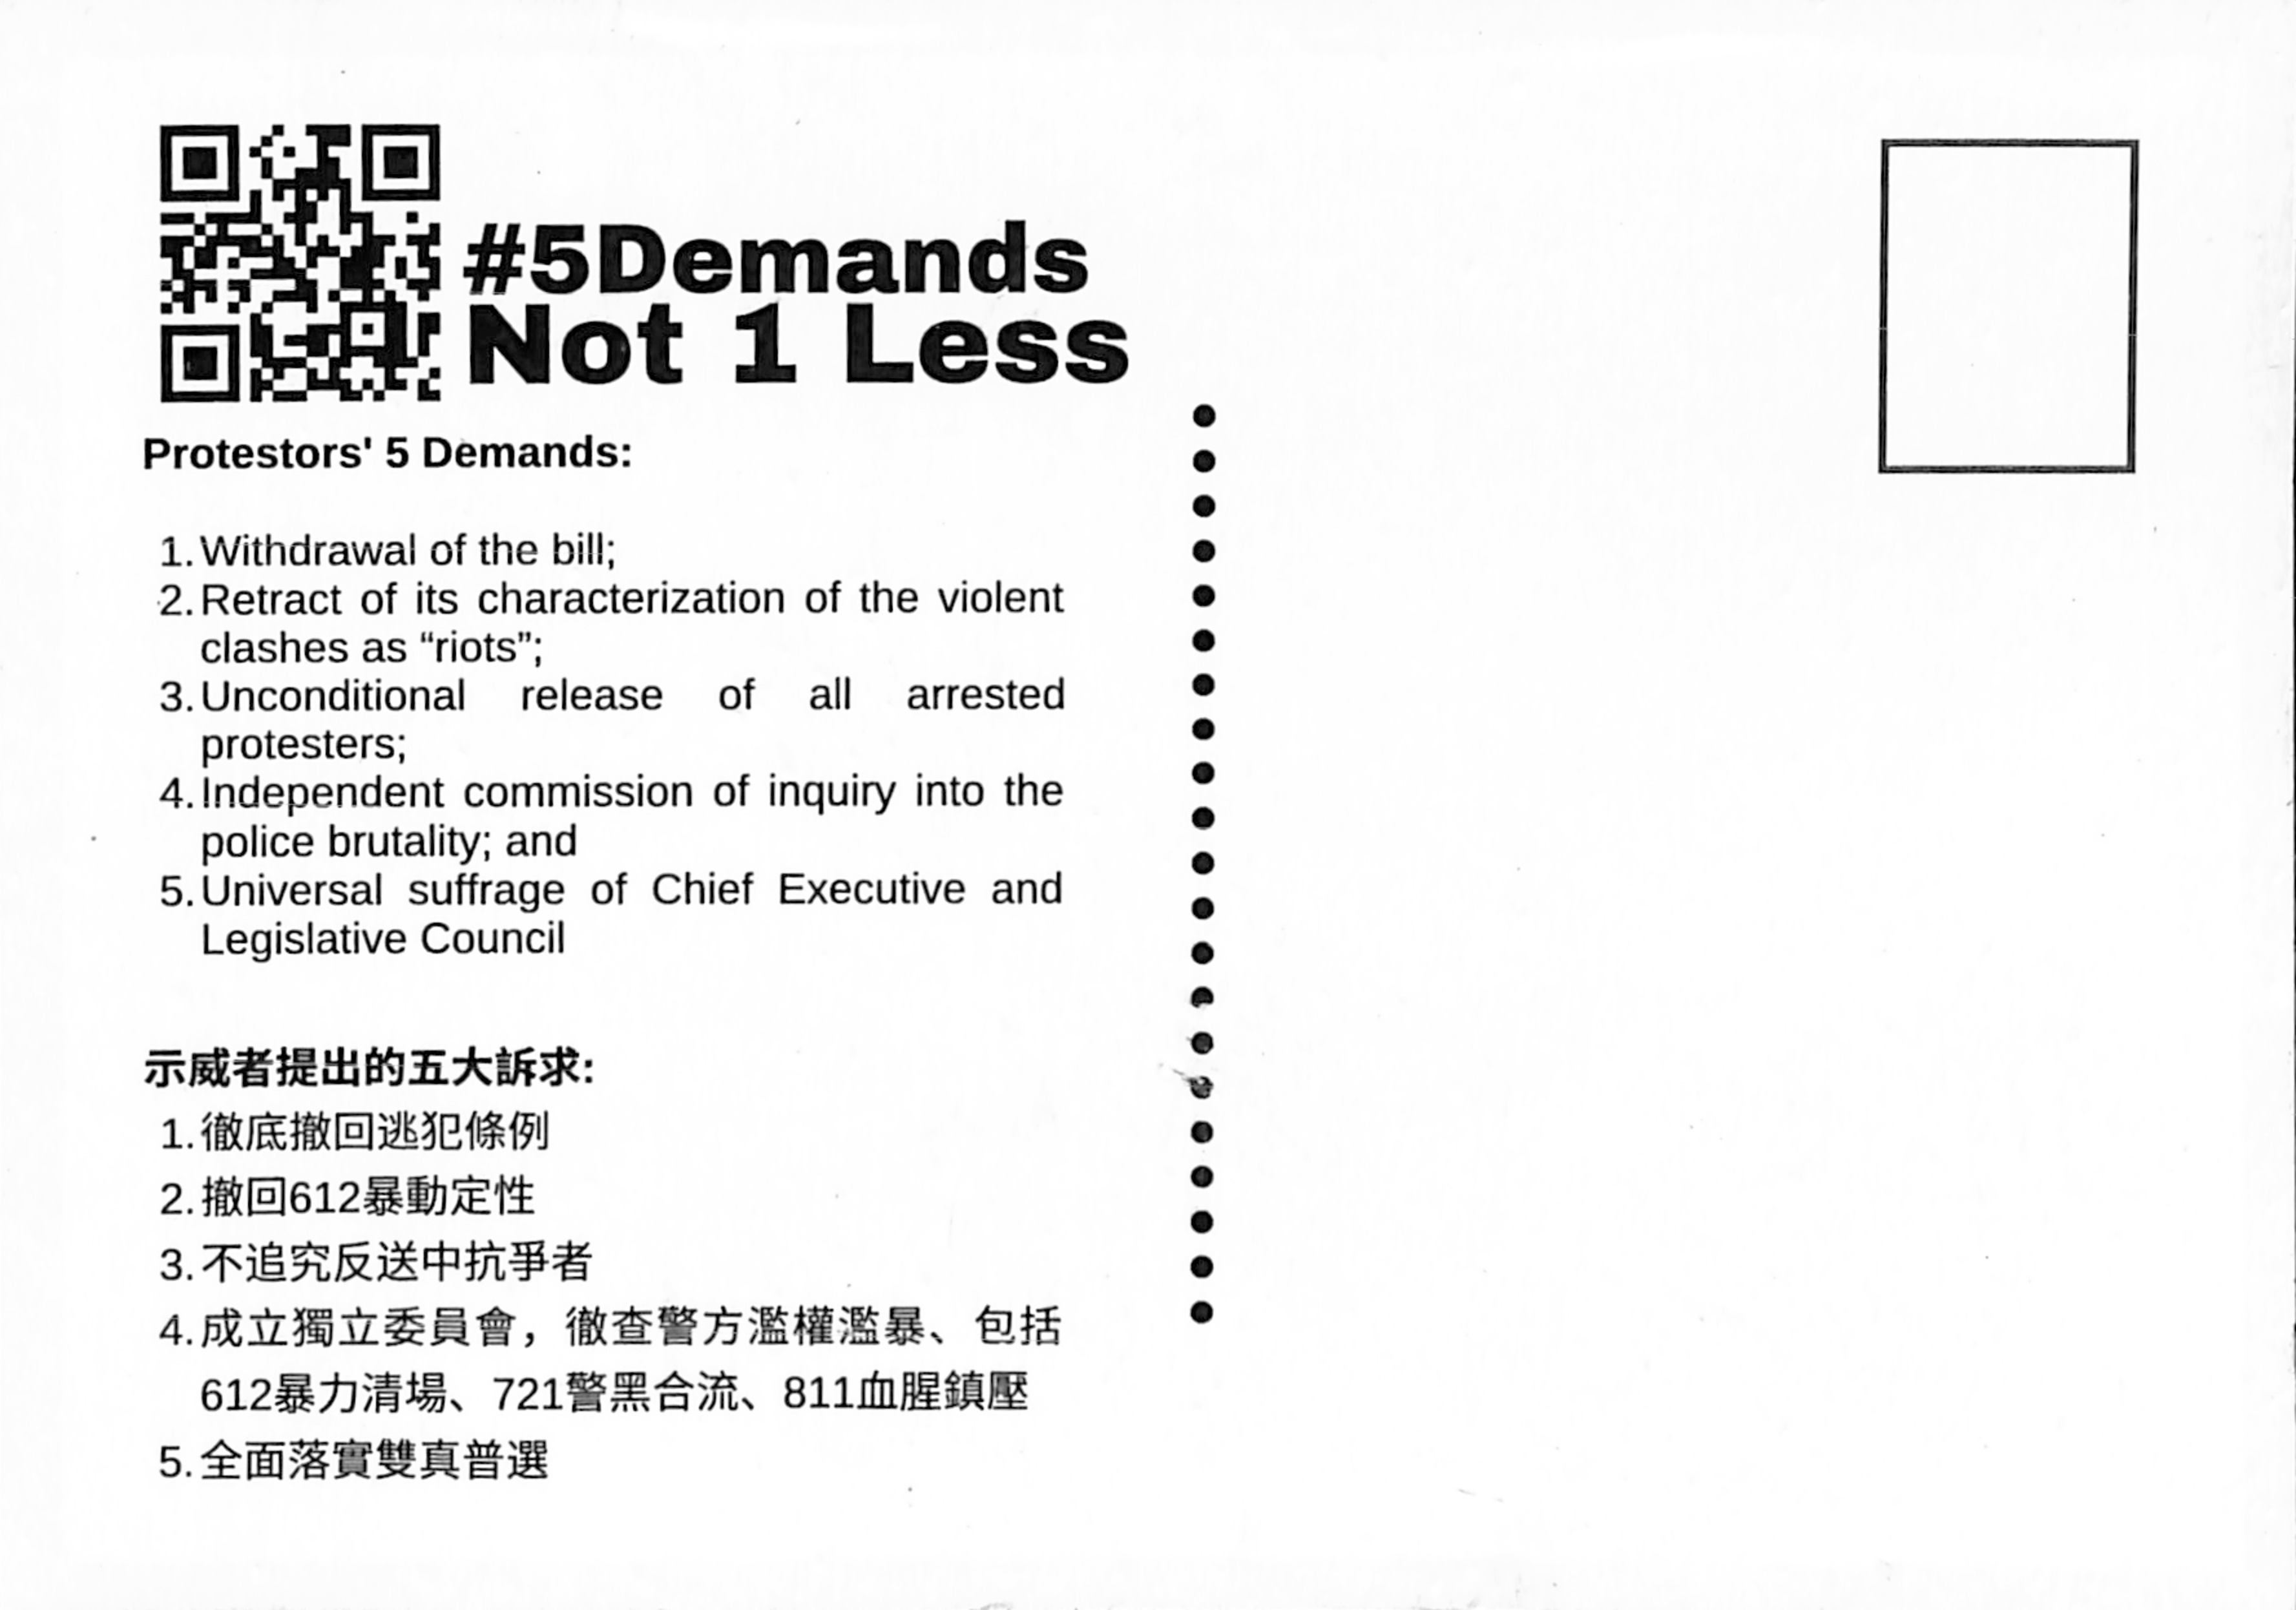 #5Demands
Not 1 Less
Protestors' 5 Demands:
1. Withdrawal of the bill;
2. Retract of its characterization of the violent
clashes as “riots”;
3. Unconditional release of all arrested
protesters;
4. Independent commission of inquiry into the
police brutality; and
5. Universal suffrage of Chief Executive and
Legislative Council
示威者提出的五大訴求:
1. 徹底撤回逃犯條例
2. 撤回612暴動定性
3. 不追究反送中抗爭者
4. 成立獨立委員會，徹查警方濫權濫暴、包括
612暴力清場、721警黑合流、811血腥鎮壓
5. 全面落實雙真普選